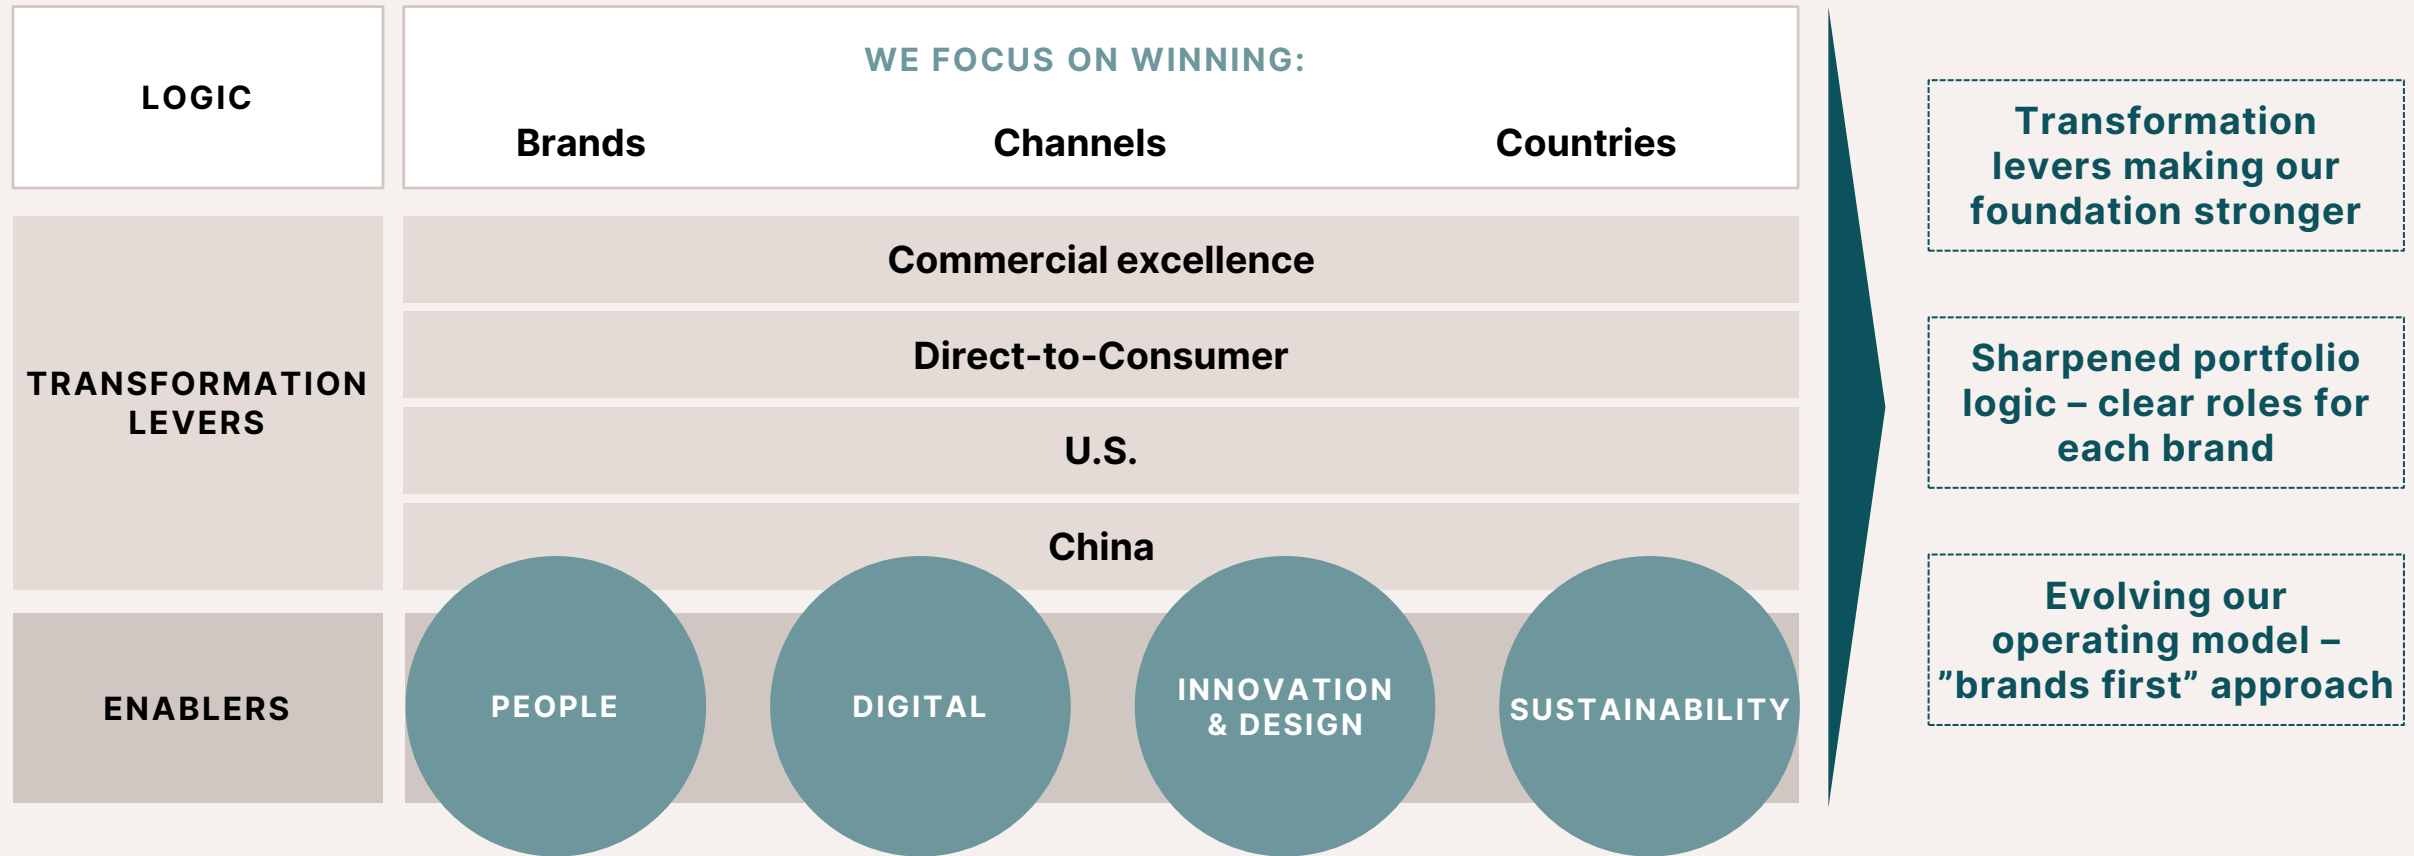 LOGIC
WE FOCUS ON WINNING:
Brands Channels Countries
TRANSFORMATION
LEVERS
Commercial excellence
Direct-to-Consumer
U.S.
China
ENABLERS
PEOPLE
DIGITAL
INNOVATION
& DESIGN
SUSTAINABILITY
Transformation
levers making our
foundation stronger
Sharpened portfolio
logic – clear roles for
each brand
Evolving our
operating model –
”brands first” approach